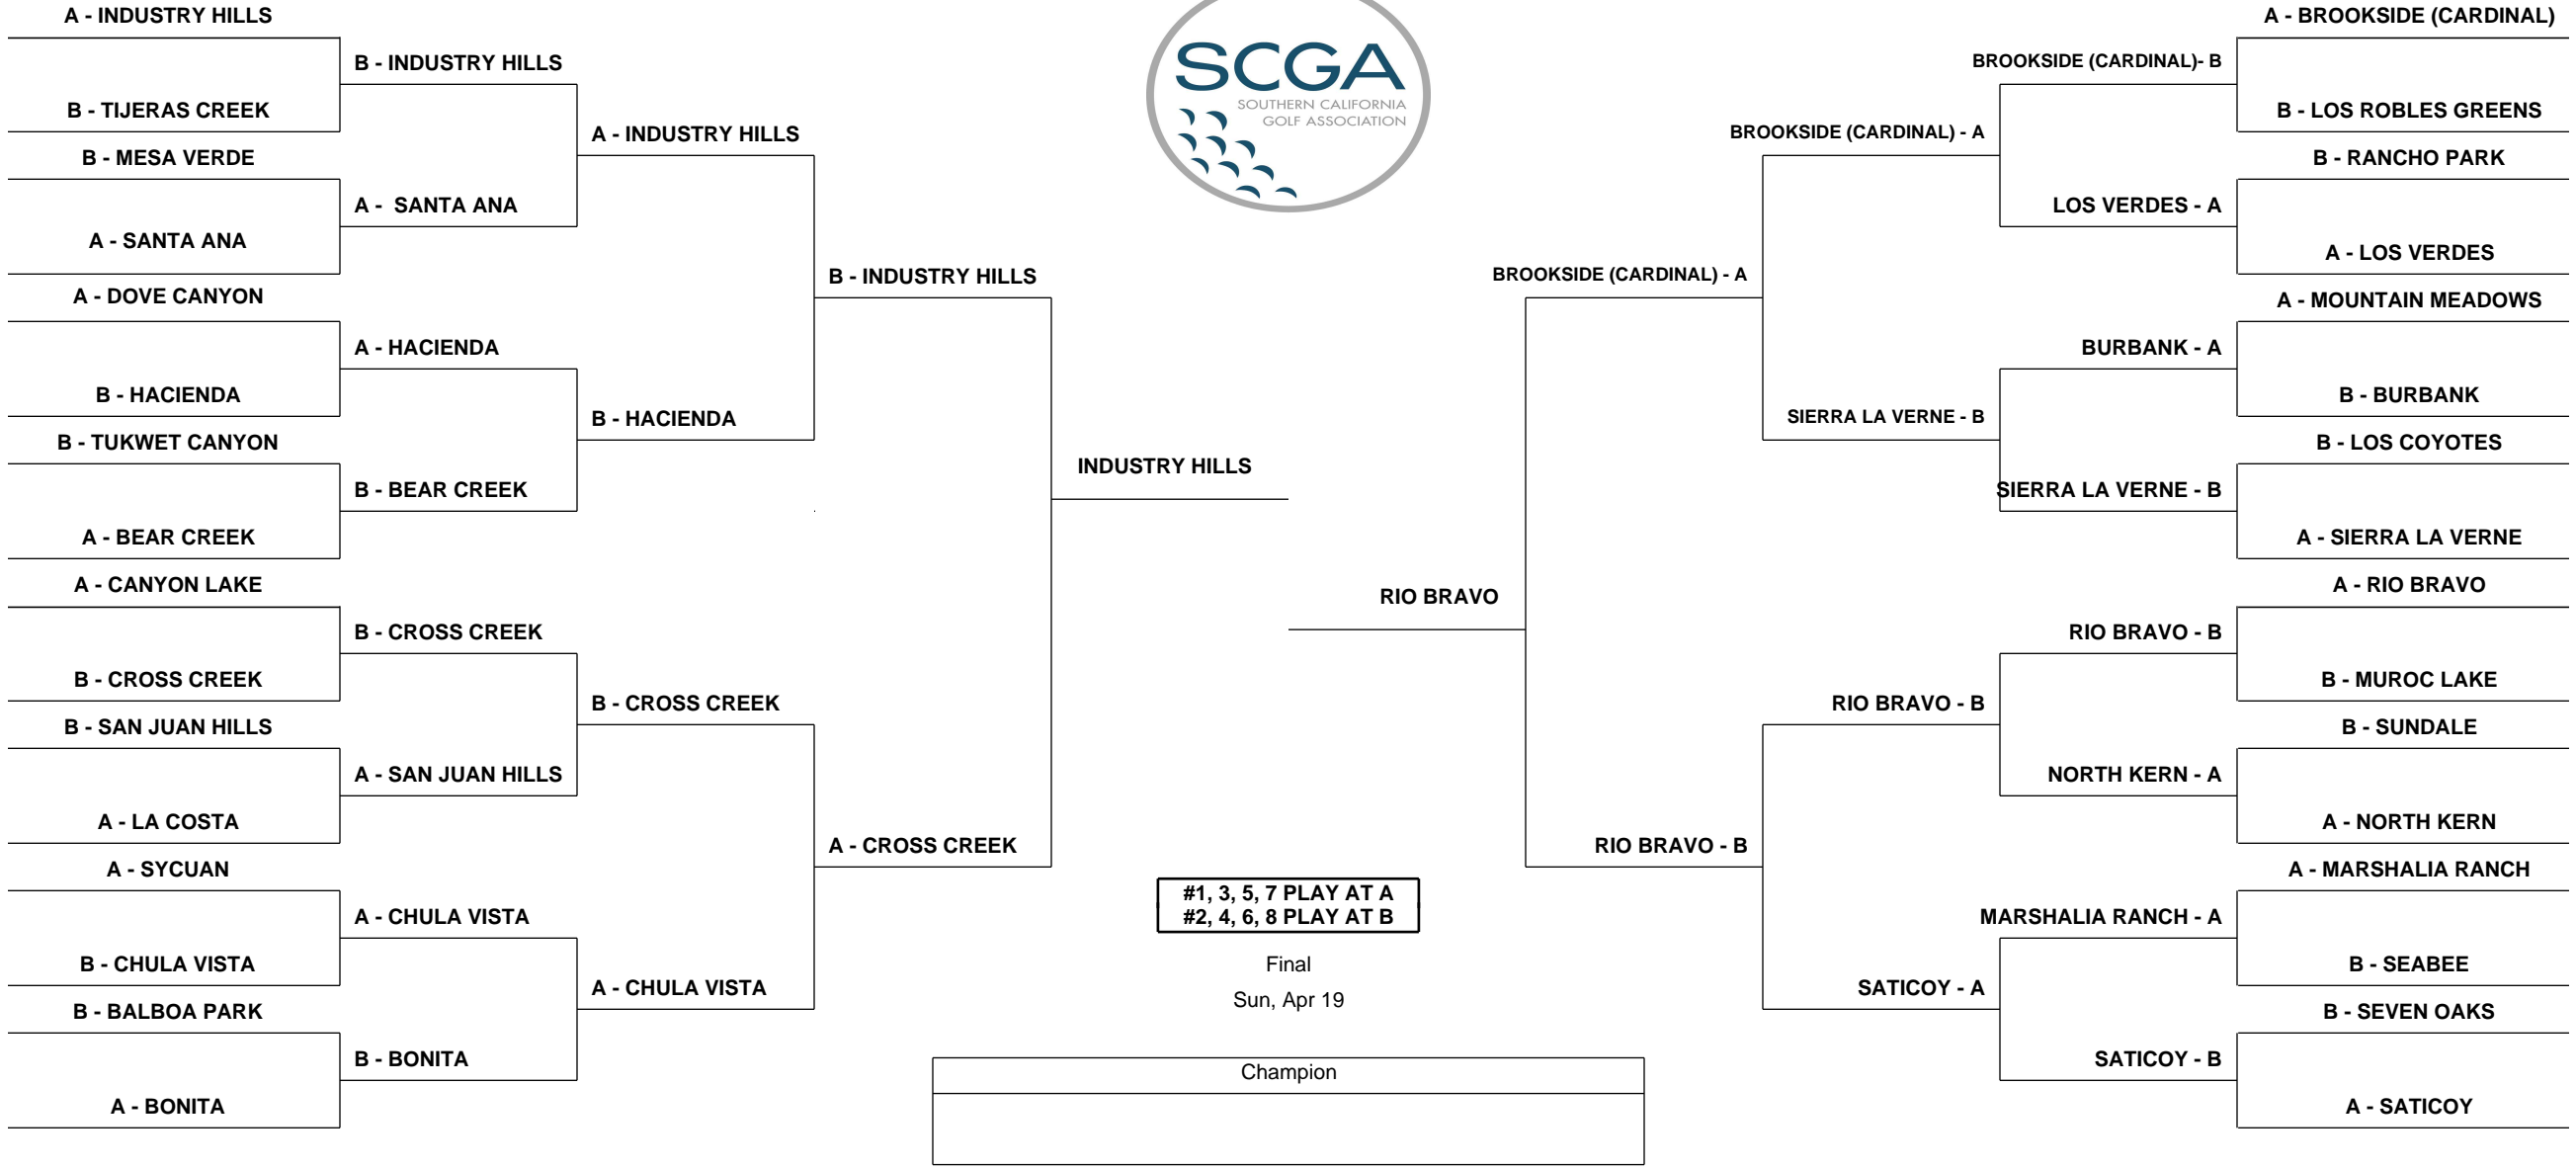 A - INDUSTRY HILLS
B - TIJERAS CREEK
B - MESA VERDE
A - SANTA ANA
A - DOVE CANYON
B - HACIENDA
B - TUKWET CANYON
A - BEAR CREEK
A - CANYON LAKE
B - CROSS CREEK
B - SAN JUAN HILLS
A - LA COSTA
A - SYCUAN
B - CHULA VISTA
B - BALBOA PARK
A - BONITA
B - INDUSTRY HILLS
A - SANTA ANA
A - HACIENDA
B - BEAR CREEK
B - CROSS CREEK
A - SAN JUAN HILLS
A - CHULA VISTA
B - BONITA
A - INDUSTRY HILLS
B - HACIENDA
B - CROSS CREEK
A - CHULA VISTA
B - INDUSTRY HILLS
A - CROSS CREEK
INDUSTRY HILLS
SCGA
SOUTHERN CALIFORNIA
GOLF ASSOCIATION
#1, 3, 5, 7 PLAY AT A
#2, 4, 6, 8 PLAY AT B
Final
Sun, Apr 19
Champion
RIO BRAVO
BROOKSIDE (CARDINAL) - A
RIO BRAVO - B
BROOKSIDE (CARDINAL) - A
SIERRA LA VERNE - B
RIO BRAVO - B
SATICOY - A
BROOKSIDE (CARDINAL)- B
LOS VERDES - A
BURBANK - A
SIERRA LA VERNE - B
RIO BRAVO - B
NORTH KERN - A
MARSHALIA RANCH - A
SATICOY - B
A - BROOKSIDE (CARDINAL)
B - LOS ROBLES GREENS
B - RANCHO PARK
A - LOS VERDES
A - MOUNTAIN MEADOWS
B - BURBANK
B - LOS COYOTES
A - SIERRA LA VERNE
A - RIO BRAVO
B - MUROC LAKE
B - SUNDALE
A - NORTH KERN
A - MARSHALIA RANCH
B - SEABEE
B - SEVEN OAKS
A - SATICOY